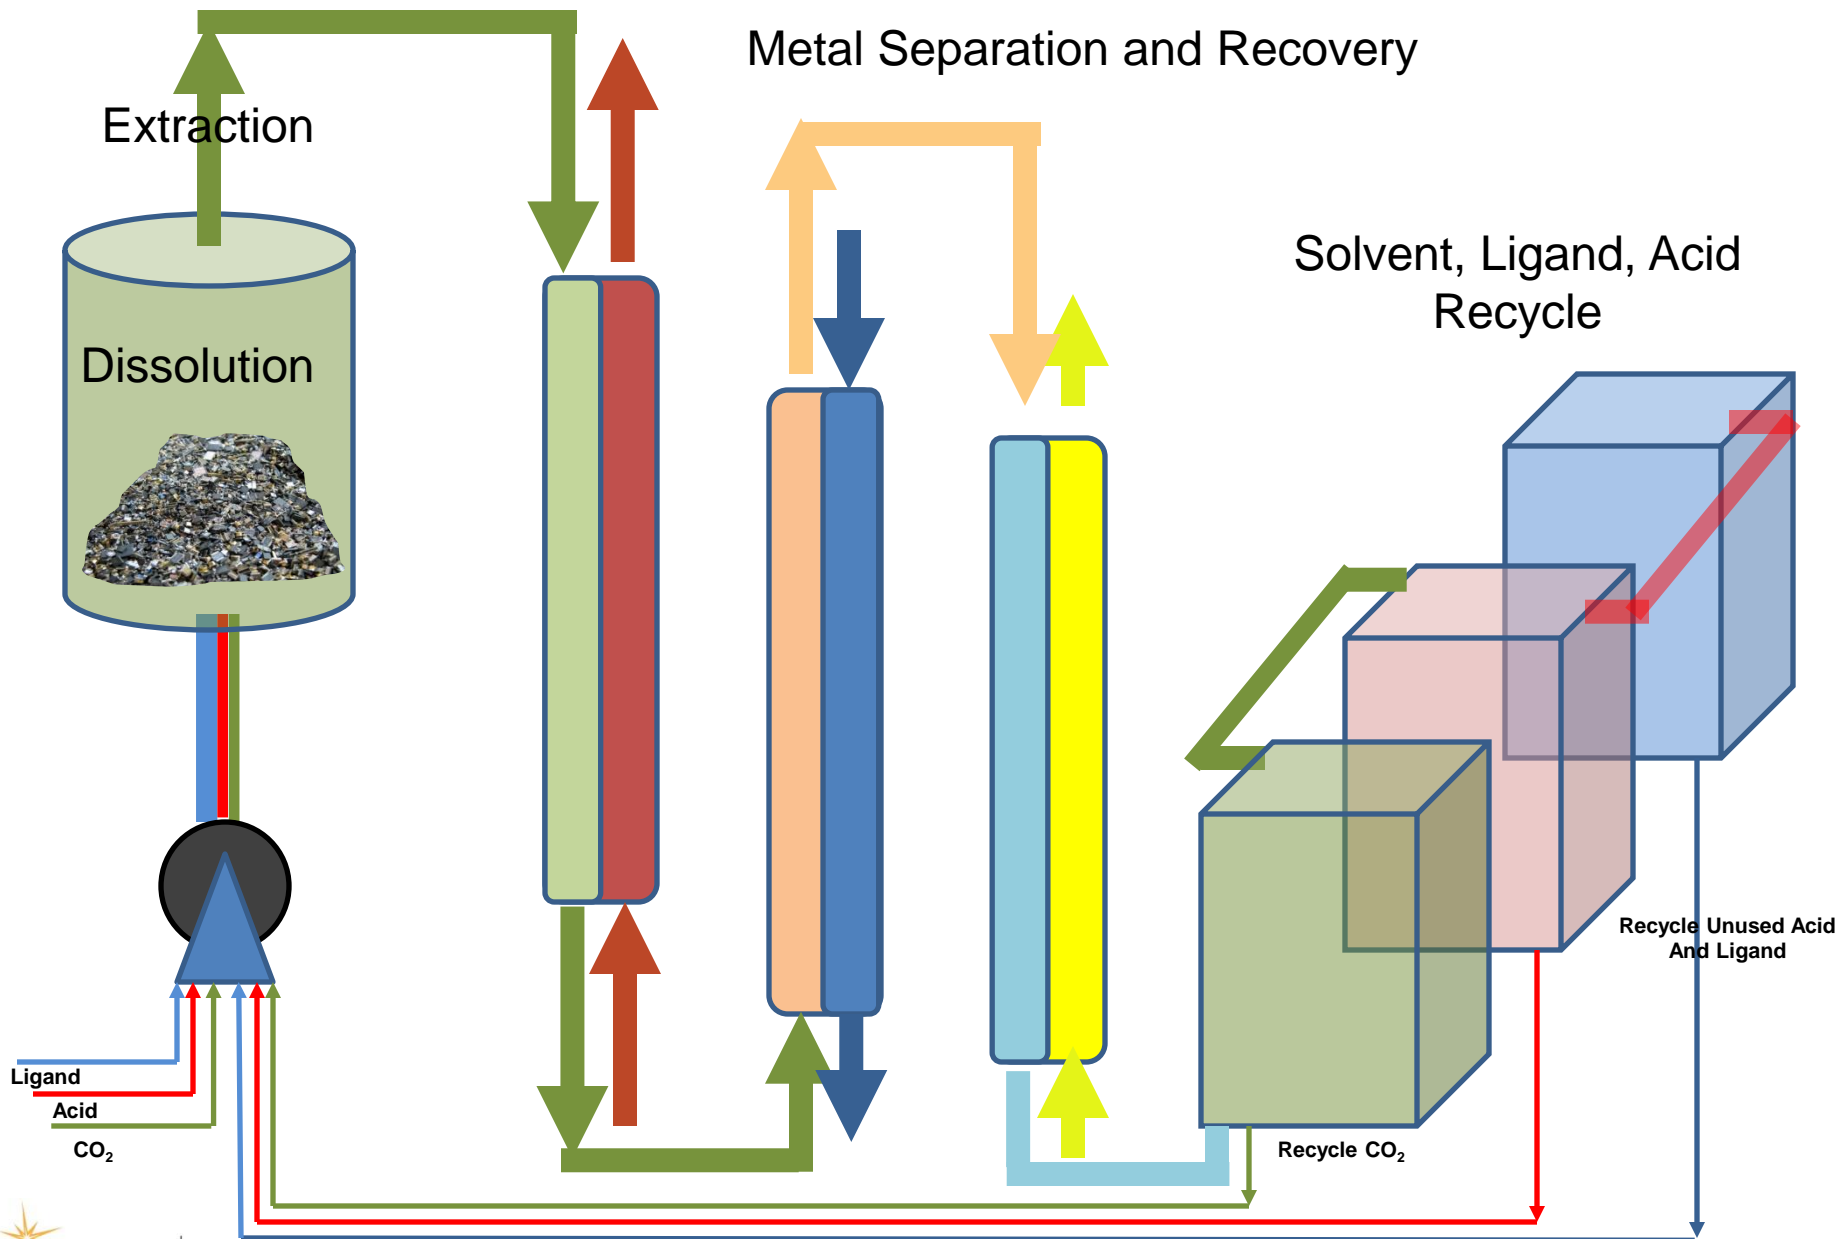 Metal Separation and Recovery
Extraction
Dissolution
Solvent, Ligand, Acid
Recycle
Recycle Unused Acid
And Ligand
Ligand
Acid
CO₂
Recycle CO₂